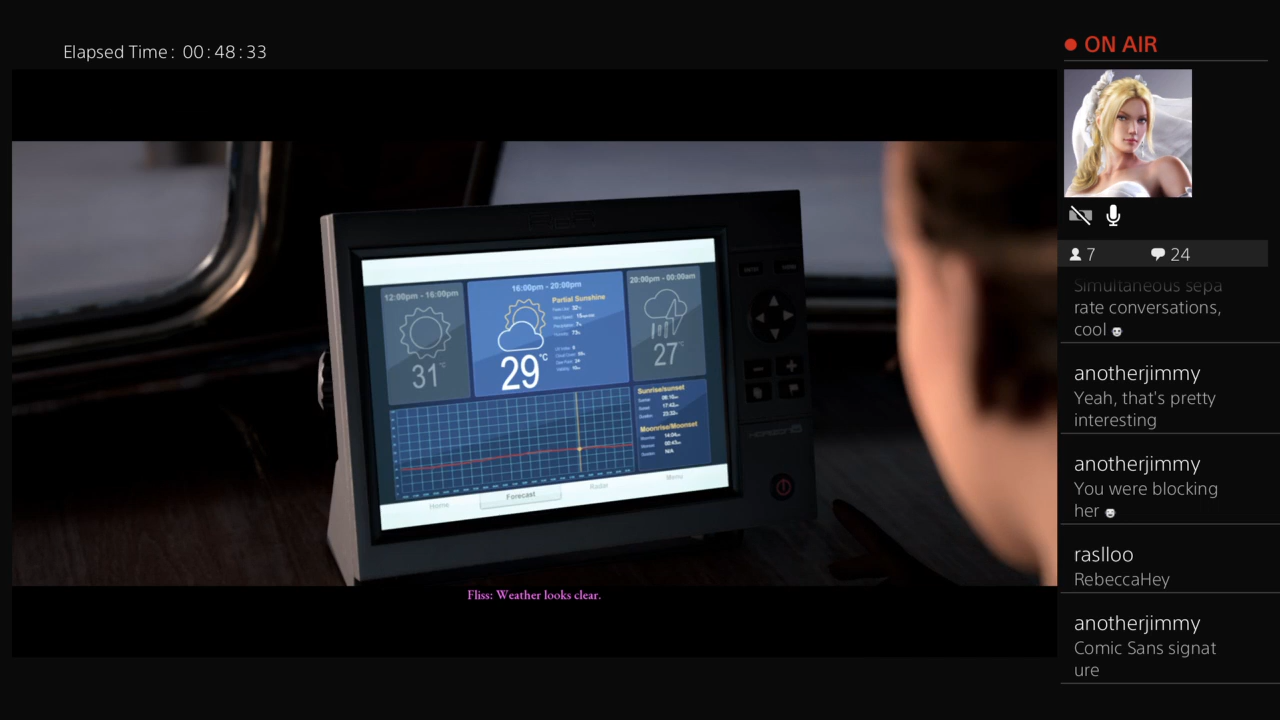 Elapsed Time: 00:48:33
ON AIR
7
24
Simultaneous sepa
rate conversations,
cool
anotherjimmy
Yeah, that's pretty
interesting
anotherjimmy
You were blocking
her
raslloo
RebeccaHey
anotherjimmy
Comic Sans signat
ure
12:00pm - 16:00pm
31°C
16:00pm - 20:00pm
Partial Sunshine
29°C
20:00pm - 00:00am
27°C
Sunrise/sunset
Moonrise/Moonset
N/A
Home
Forecast
Radar
Menu
Fliss: Weather looks clear.